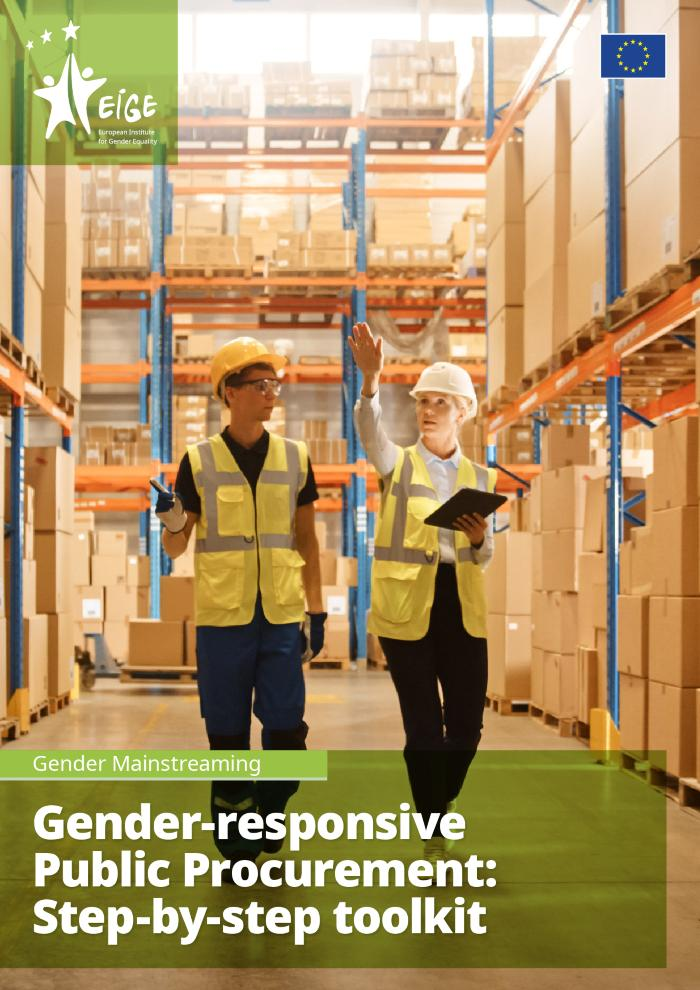 EIGE
European Institute
for Gender Equality
Gender Mainstreaming
Gender-responsive
Public Procurement:
Step-by-step toolkit